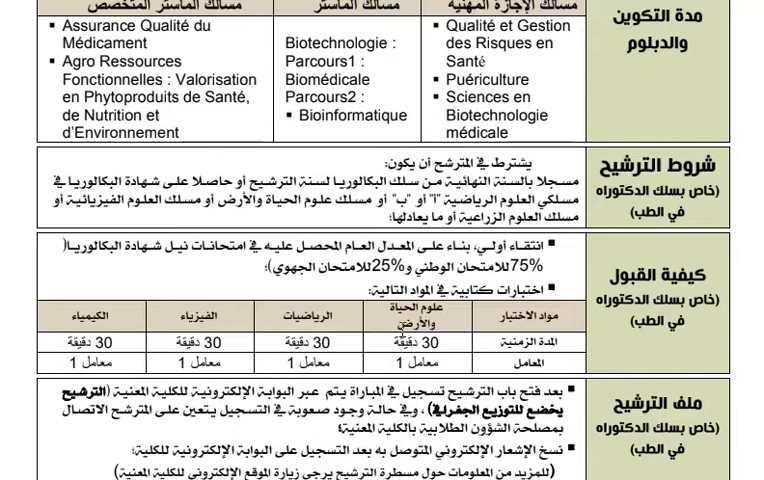 مدة التكوين
والدبلوم
مسالك الإجازة المهنية
مسالك الماستر
مسالك الماستر المتخصص
▪ Qualité et Gestion
des Risques en
Santé
▪ Puériculture
▪ Sciences en
Biotechnologie
médicale
Biotechnologie :
Parcours1 :
Biomédicale
Parcours2 :
▪ Bioinformatique
▪ Assurance Qualité du
Médicament
▪ Agro Ressources
Fonctionnelles : Valorisation
en Phytoproduits de Santé,
de Nutrition et
d'Environnement
شروط الترشيح
(خاص بسلك الدكتوراه
في الطب)
يشترط في المترشح أن يكون:
مسجلا بالسنة النهائية من سلك البكالوريا لسنة الترشيح أو حاصلا على شهادة البكالوريا في
مسلكي العلوم الرياضية "أ" أو "ب" أو مسلك علوم الحياة والأرض أو مسلك العلوم الفيزيائية أو
مسلك العلوم الزراعية أو ما يعادلها؛
كيفية القبول
(خاص بسلك الدكتوراه
في الطب)
▪ انتقاء أولي، بناء على المعدل العام المحصل عليه في امتحانات نيل شهادة البكالوريا(
75%للامتحان الوطني و25%للامتحان الجهوي)؛
▪ اختبارات كتابية في المواد التالية:
مواد الاختبار
علوم الحياة
والأرض
الرياضيات
الفيزياء
الكيمياء
المدة الزمنية
30 دقيقة
30 دقيقة
30 دقيقة
30 دقيقة
المعامل
معامل 1
معامل 1
معامل 1
معامل 1
ملف الترشيح
(خاص بسلك الدكتوراه
في الطب)
▪ بعد فتح باب الترشيح تسجيل في المباراة يتم عبر البوابة الإلكترونية للكلية المعنية (الترشيح
يخضع للتوزيع الجغرافي) ، وفي حالة وجود صعوبة في التسجيل يتعين على المترشح الاتصال
بمصلحة الشؤون الطلابية بالكلية المعنية؛
▪ نسخ الإشعار الإلكتروني المتوصل به بعد التسجيل على البوابة الإلكترونية للكلية؛
(للمزيد من المعلومات حول مسطرة الترشيح يرجى زيارة الموقع الإلكتروني للكلية المعنية)